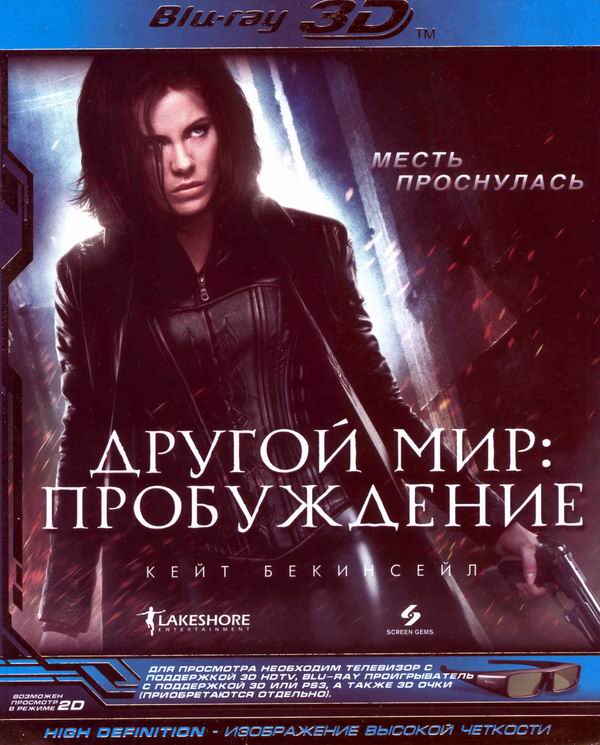 Blu-ray 3D™
МЕСТЬ
ПРОСНУЛАСЬ
ДРУГОЙ МИР:
ПРОБУЖДЕНИЕ
КЕЙТ БЕКИНСЕЙЛ
LAKESHORE
ENTERTAINMENT
SCREEN GEMS
ДЛЯ ПРОСМОТРА НЕОБХОДИМ ТЕЛЕВИЗОР С
ПОДДЕРЖКОЙ 3D HDTV, BLU-RAY ПРОИГРЫВАТЕЛЬ
С ПОДДЕРЖКОЙ 3D ИЛИ PS3, А ТАКЖЕ 3D ОЧКИ
(ПРИОБРЕТАЮТСЯ ОТДЕЛЬНО).
ВОЗМОЖЕН
ПРОСМОТР
В РЕЖИМЕ 2D
HIGH DEFINITION - ИЗОБРАЖЕНИЕ ВЫСОКОЙ ЧЕТКОСТИ